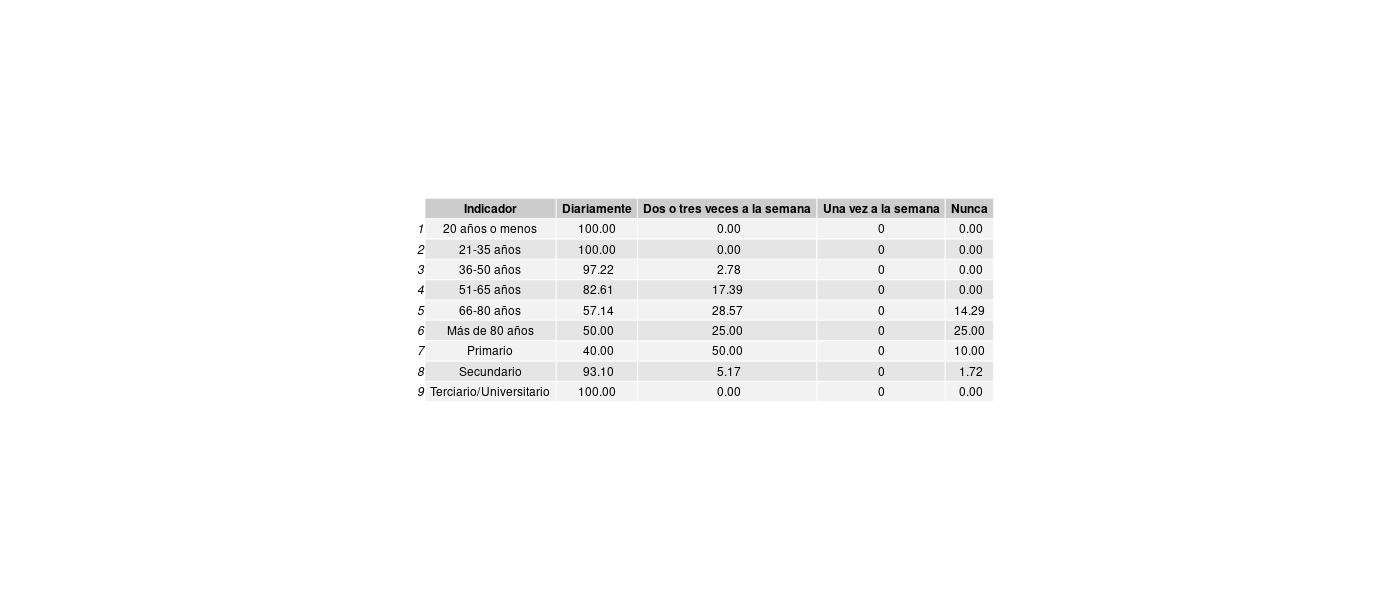 Indicador Diariamente Dos o tres veces a la semana Una vez a la semana Nunca
1 20 años o menos 100.00 0.00 0 0.00
2 21-35 años 100.00 0.00 0 0.00
3 36-50 años 97.22 2.78 0 0.00
4 51-65 años 82.61 17.39 0 0.00
5 66-80 años 57.14 28.57 0 14.29
6 Más de 80 años 50.00 25.00 0 25.00
7 Primario 40.00 50.00 0 10.00
8 Secundario 93.10 5.17 0 1.72
9 Terciario/Universitario 100.00 0.00 0 0.00